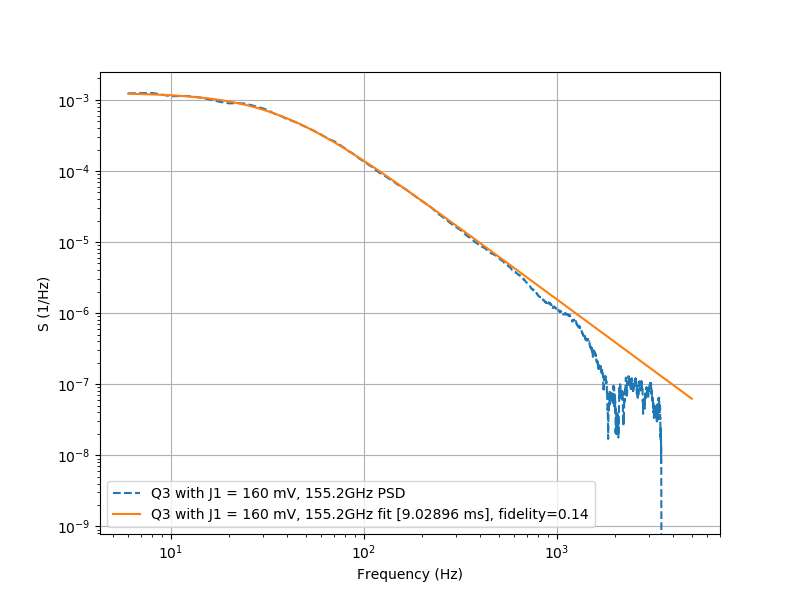 10⁻³
10⁻⁴
10⁻⁵
10⁻⁶
10⁻⁷
10⁻⁸
10⁻⁹
S (1/Hz)
Q3 with J1 = 160 mV, 155.2GHz PSD
Q3 with J1 = 160 mV, 155.2GHz fit [9.02896 ms], fidelity=0.14
10¹ 10² 10³
Frequency (Hz)